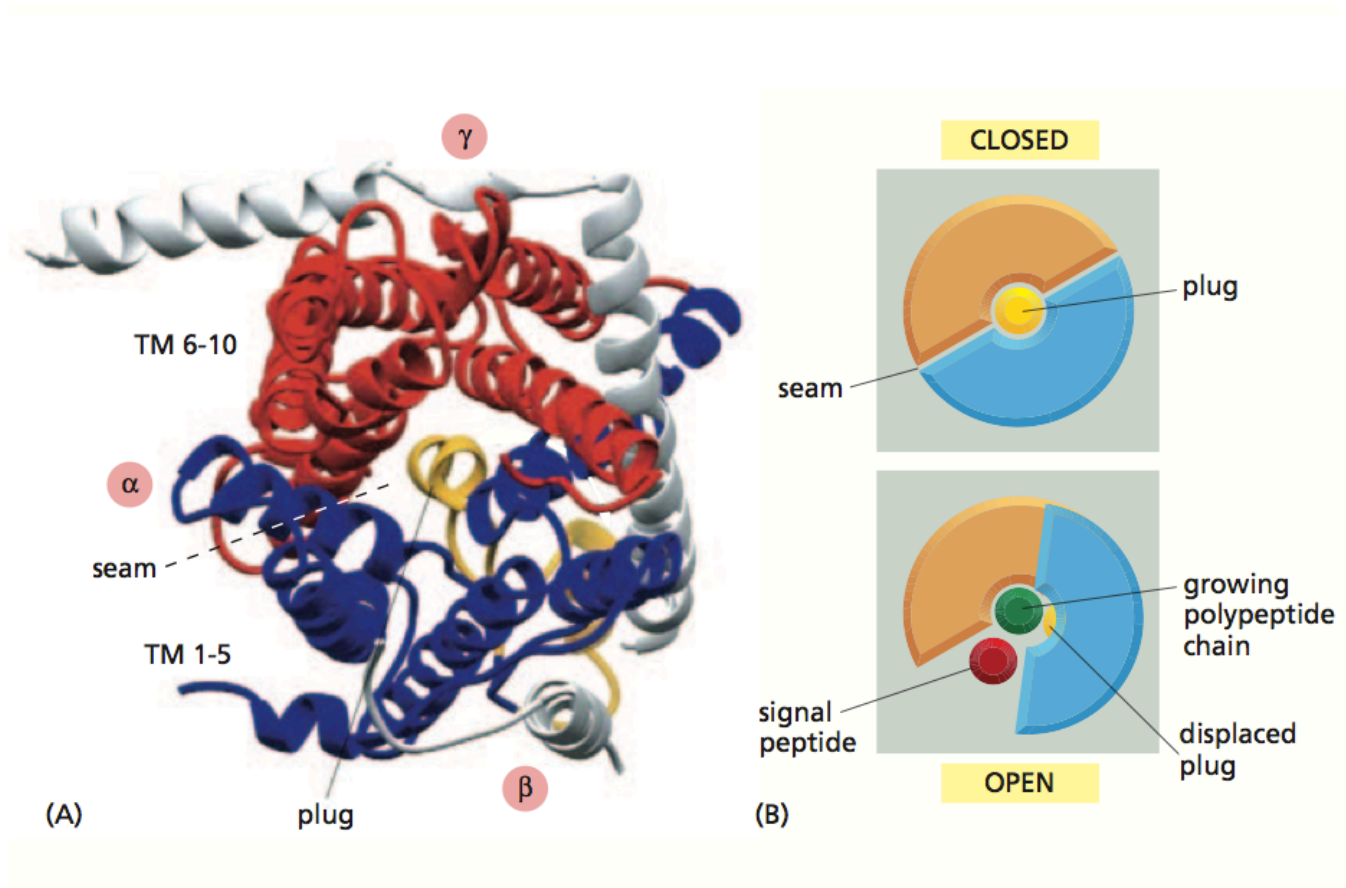 γ
TM 6-10
α
seam
TM 1-5
β
plug
(A)
CLOSED
plug
seam
growing
polypeptide
chain
signal
peptide
displaced
plug
OPEN
(B)